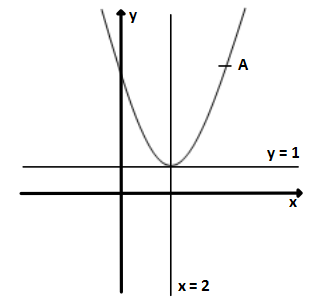 y
A
y = 1
x
x = 2